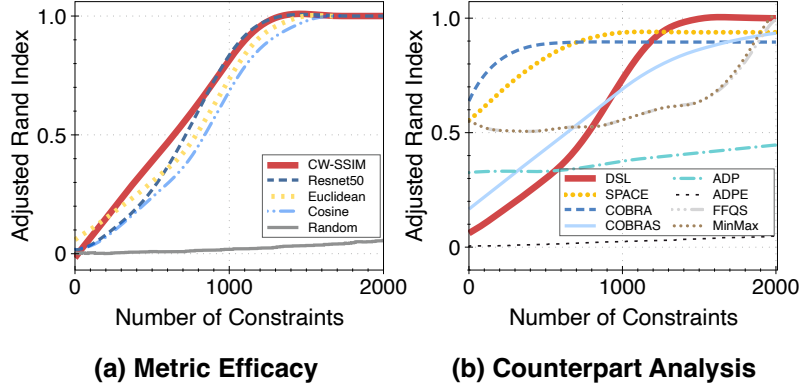 Adjusted Rand Index
1.0
0.5
0
CW-SSIM
Resnet50
Euclidean
Cosine
Random
0 1000 2000
Number of Constraints
(a) Metric Efficacy
Adjusted Rand Index
1.0
0.5
0
DSL ADP
SPACE ADPE
COBRA FFQS
COBRAS MinMax
0 1000 2000
Number of Constraints
(b) Counterpart Analysis